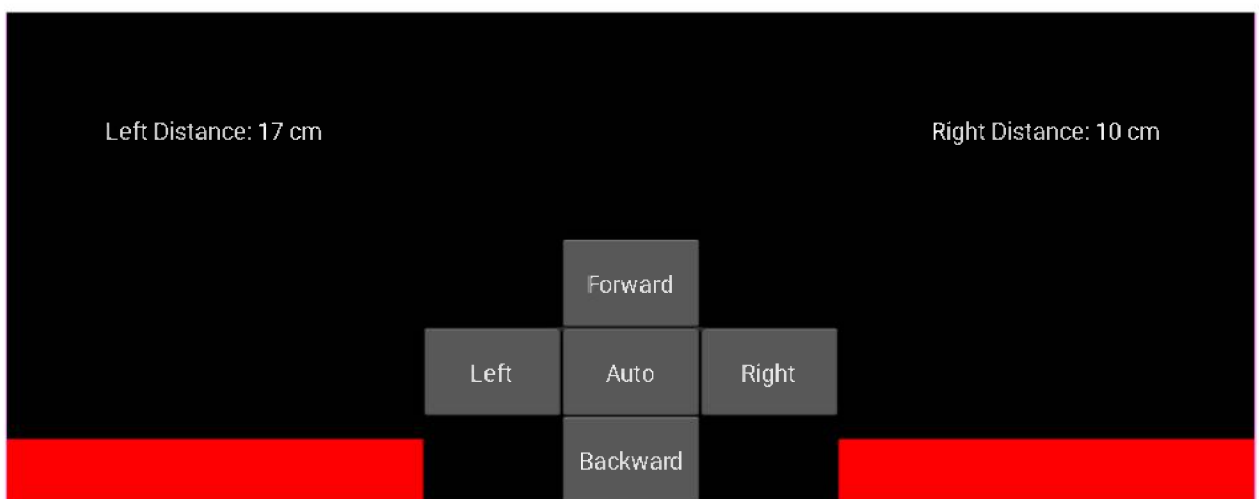 Left Distance: 17 cm
Right Distance: 10 cm
Forward
Left
Auto
Right
Backward